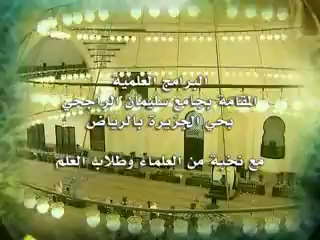 البرامج العلمية
المقامة بجامع سليمان الراجحي
بحي الجزيرة بالرياض
مع نخبة من العلماء وطلاب العلم